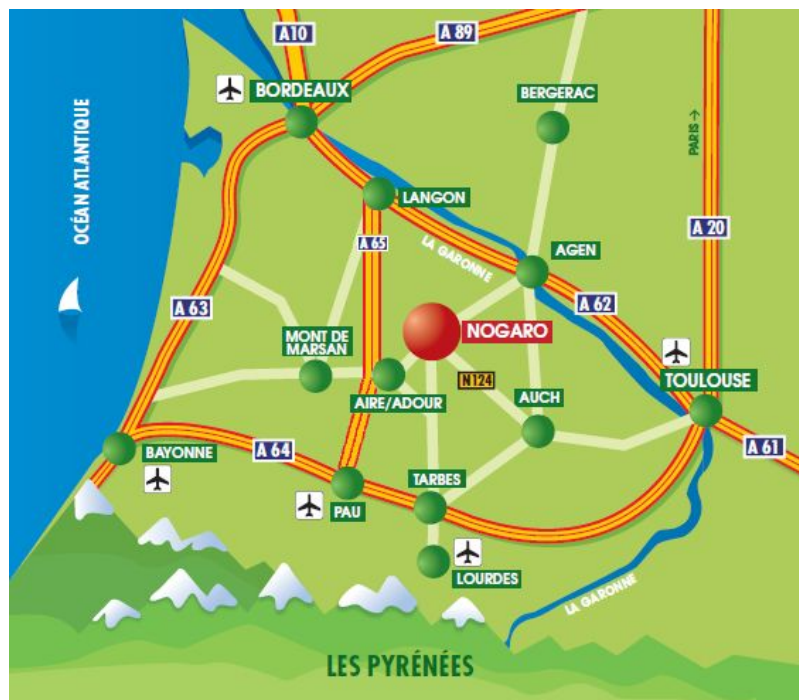 A10
A 89
BORDEAUX
BERGERAC
OCÉAN ATLANTIQUE
PARIS →
LANGON
A 65
LA GARONNE
AGEN
A 20
A 63
A 62
MONT DE
MARSAN
NOGARO
N124
AIRE/ADOUR
AUCH
TOULOUSE
BAYONNE
A 64
A 61
TARBES
PAU
LOURDES
LA GARONNE
LES PYRÉNÉES